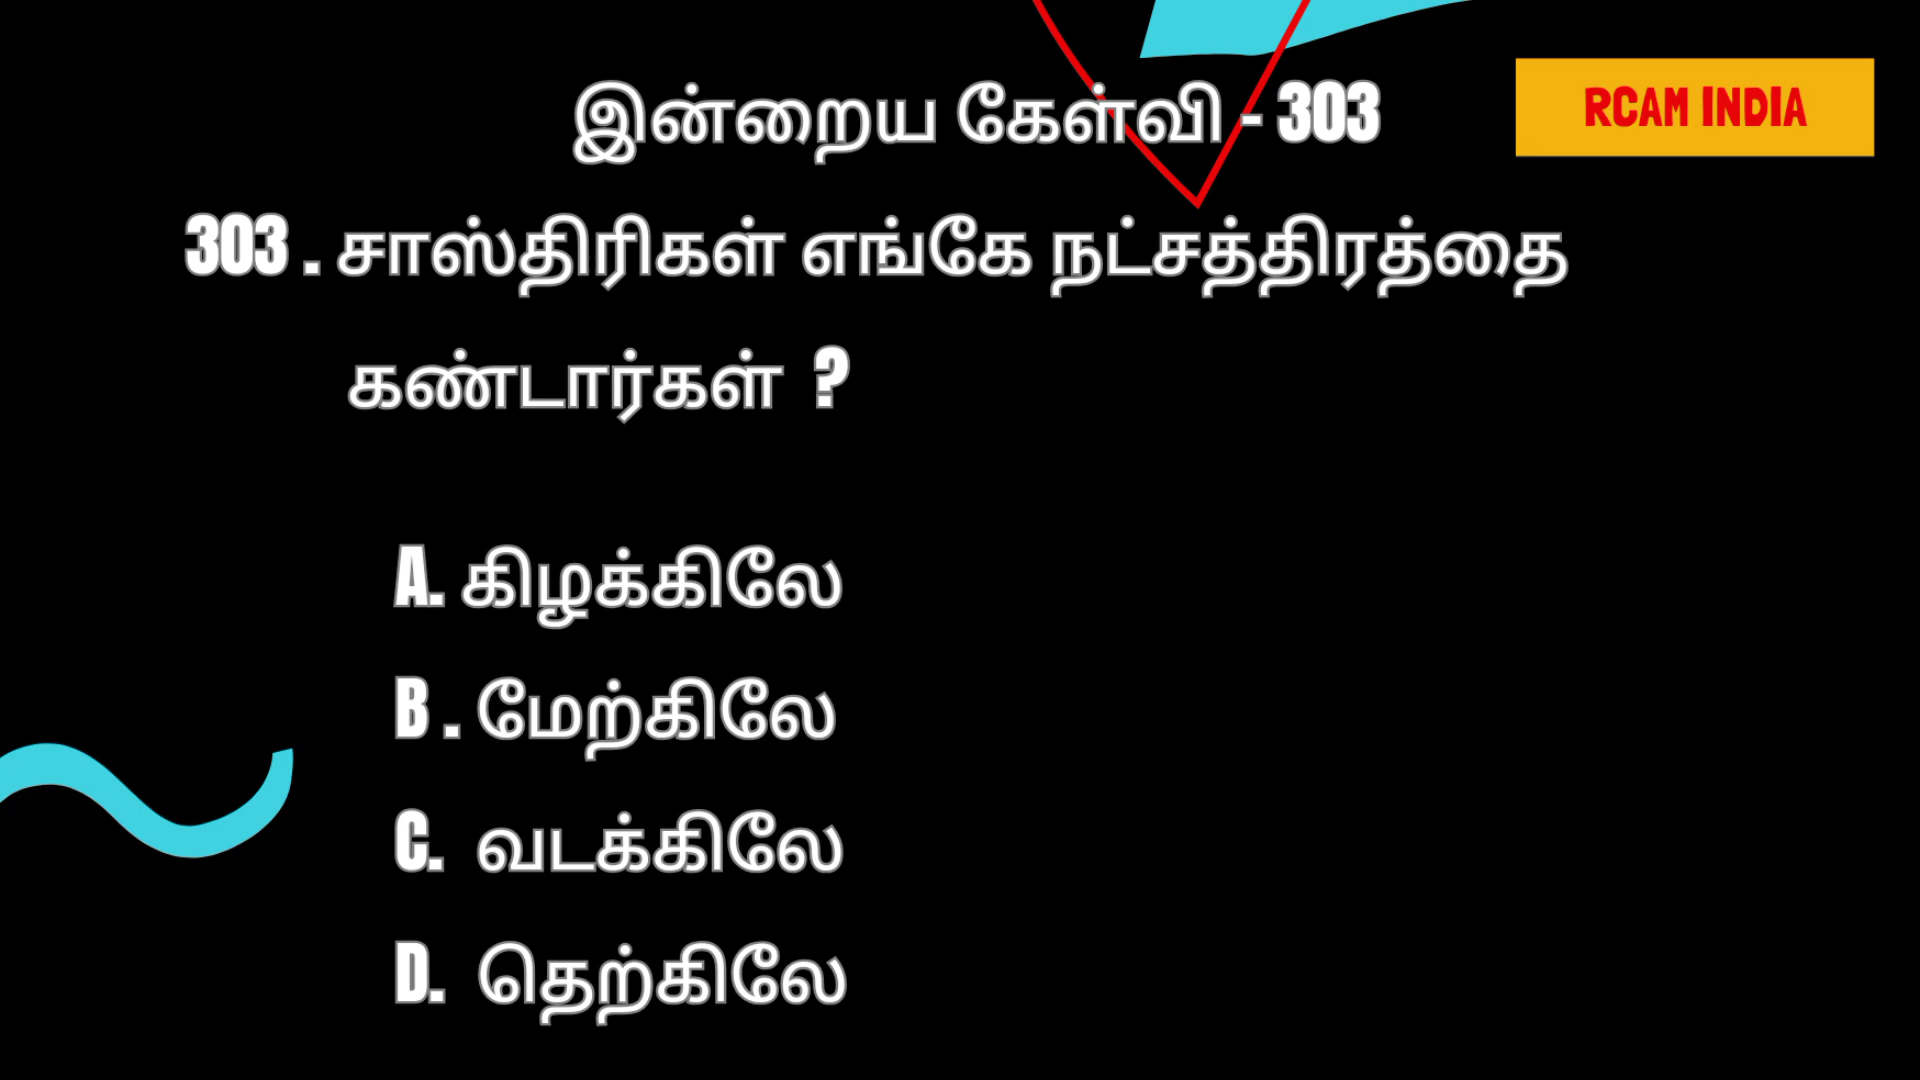 இன்றைய கேள்வி - 303
RCAM INDIA
303 . சாஸ்திரிகள் எங்கே நட்சத்திரத்தை
கண்டார்கள் ?
A. கிழக்கிலே
B . மேற்கிலே
C. வடக்கிலே
D. தெற்கிலே